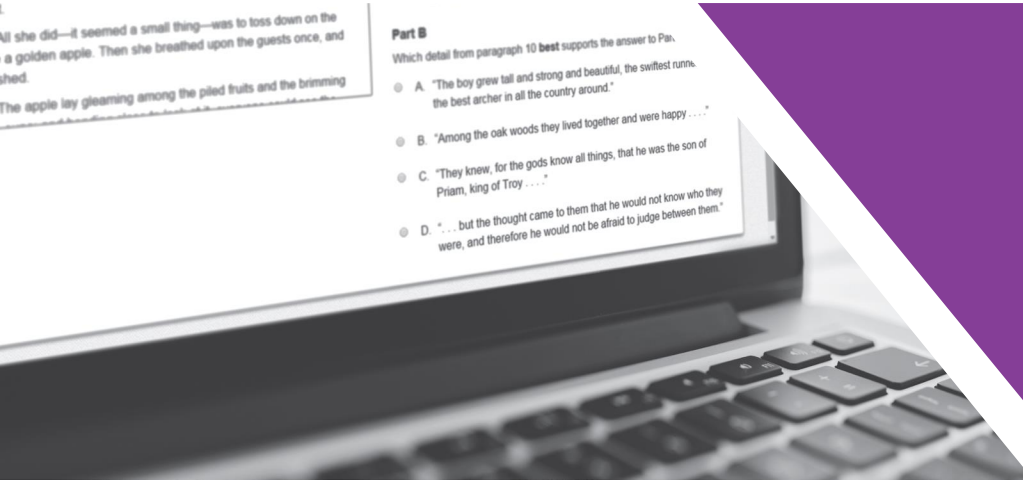 All she did—it seemed a small thing—was to toss down on the
a golden apple. Then she breathed upon the guests once, and
shed.
The apple lay gleaming among the piled fruits and the brimming
Part B
Which detail from paragraph 10 best supports the answer to Par
A. "The boy grew tall and strong and beautiful, the swiftest runne
the best archer in all the country around."
B. "Among the oak woods they lived together and were happy . . . ."
C. "They knew, for the gods know all things, that he was the son of
Priam, king of Troy . . . ."
D. ". . . but the thought came to them that he would not know who they
were, and therefore he would not be afraid to judge between them."